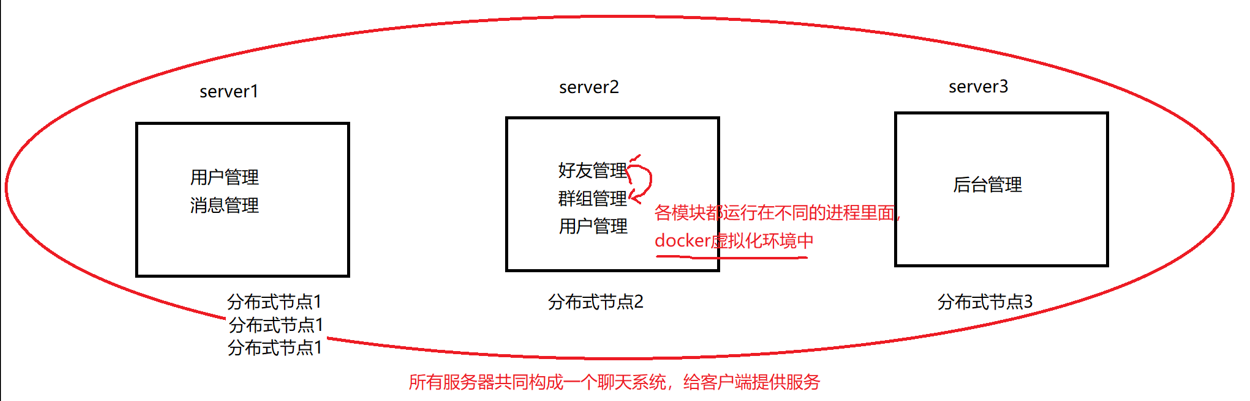 server1
server2
server3
用户管理
消息管理
好友管理
群组管理
用户管理
各模块都运行在不同的进程里面，
docker虚拟化环境中
后台管理
分布式节点1
分布式节点1
分布式节点1
分布式节点2
分布式节点3
所有服务器共同构成一个聊天系统，给客户端提供服务